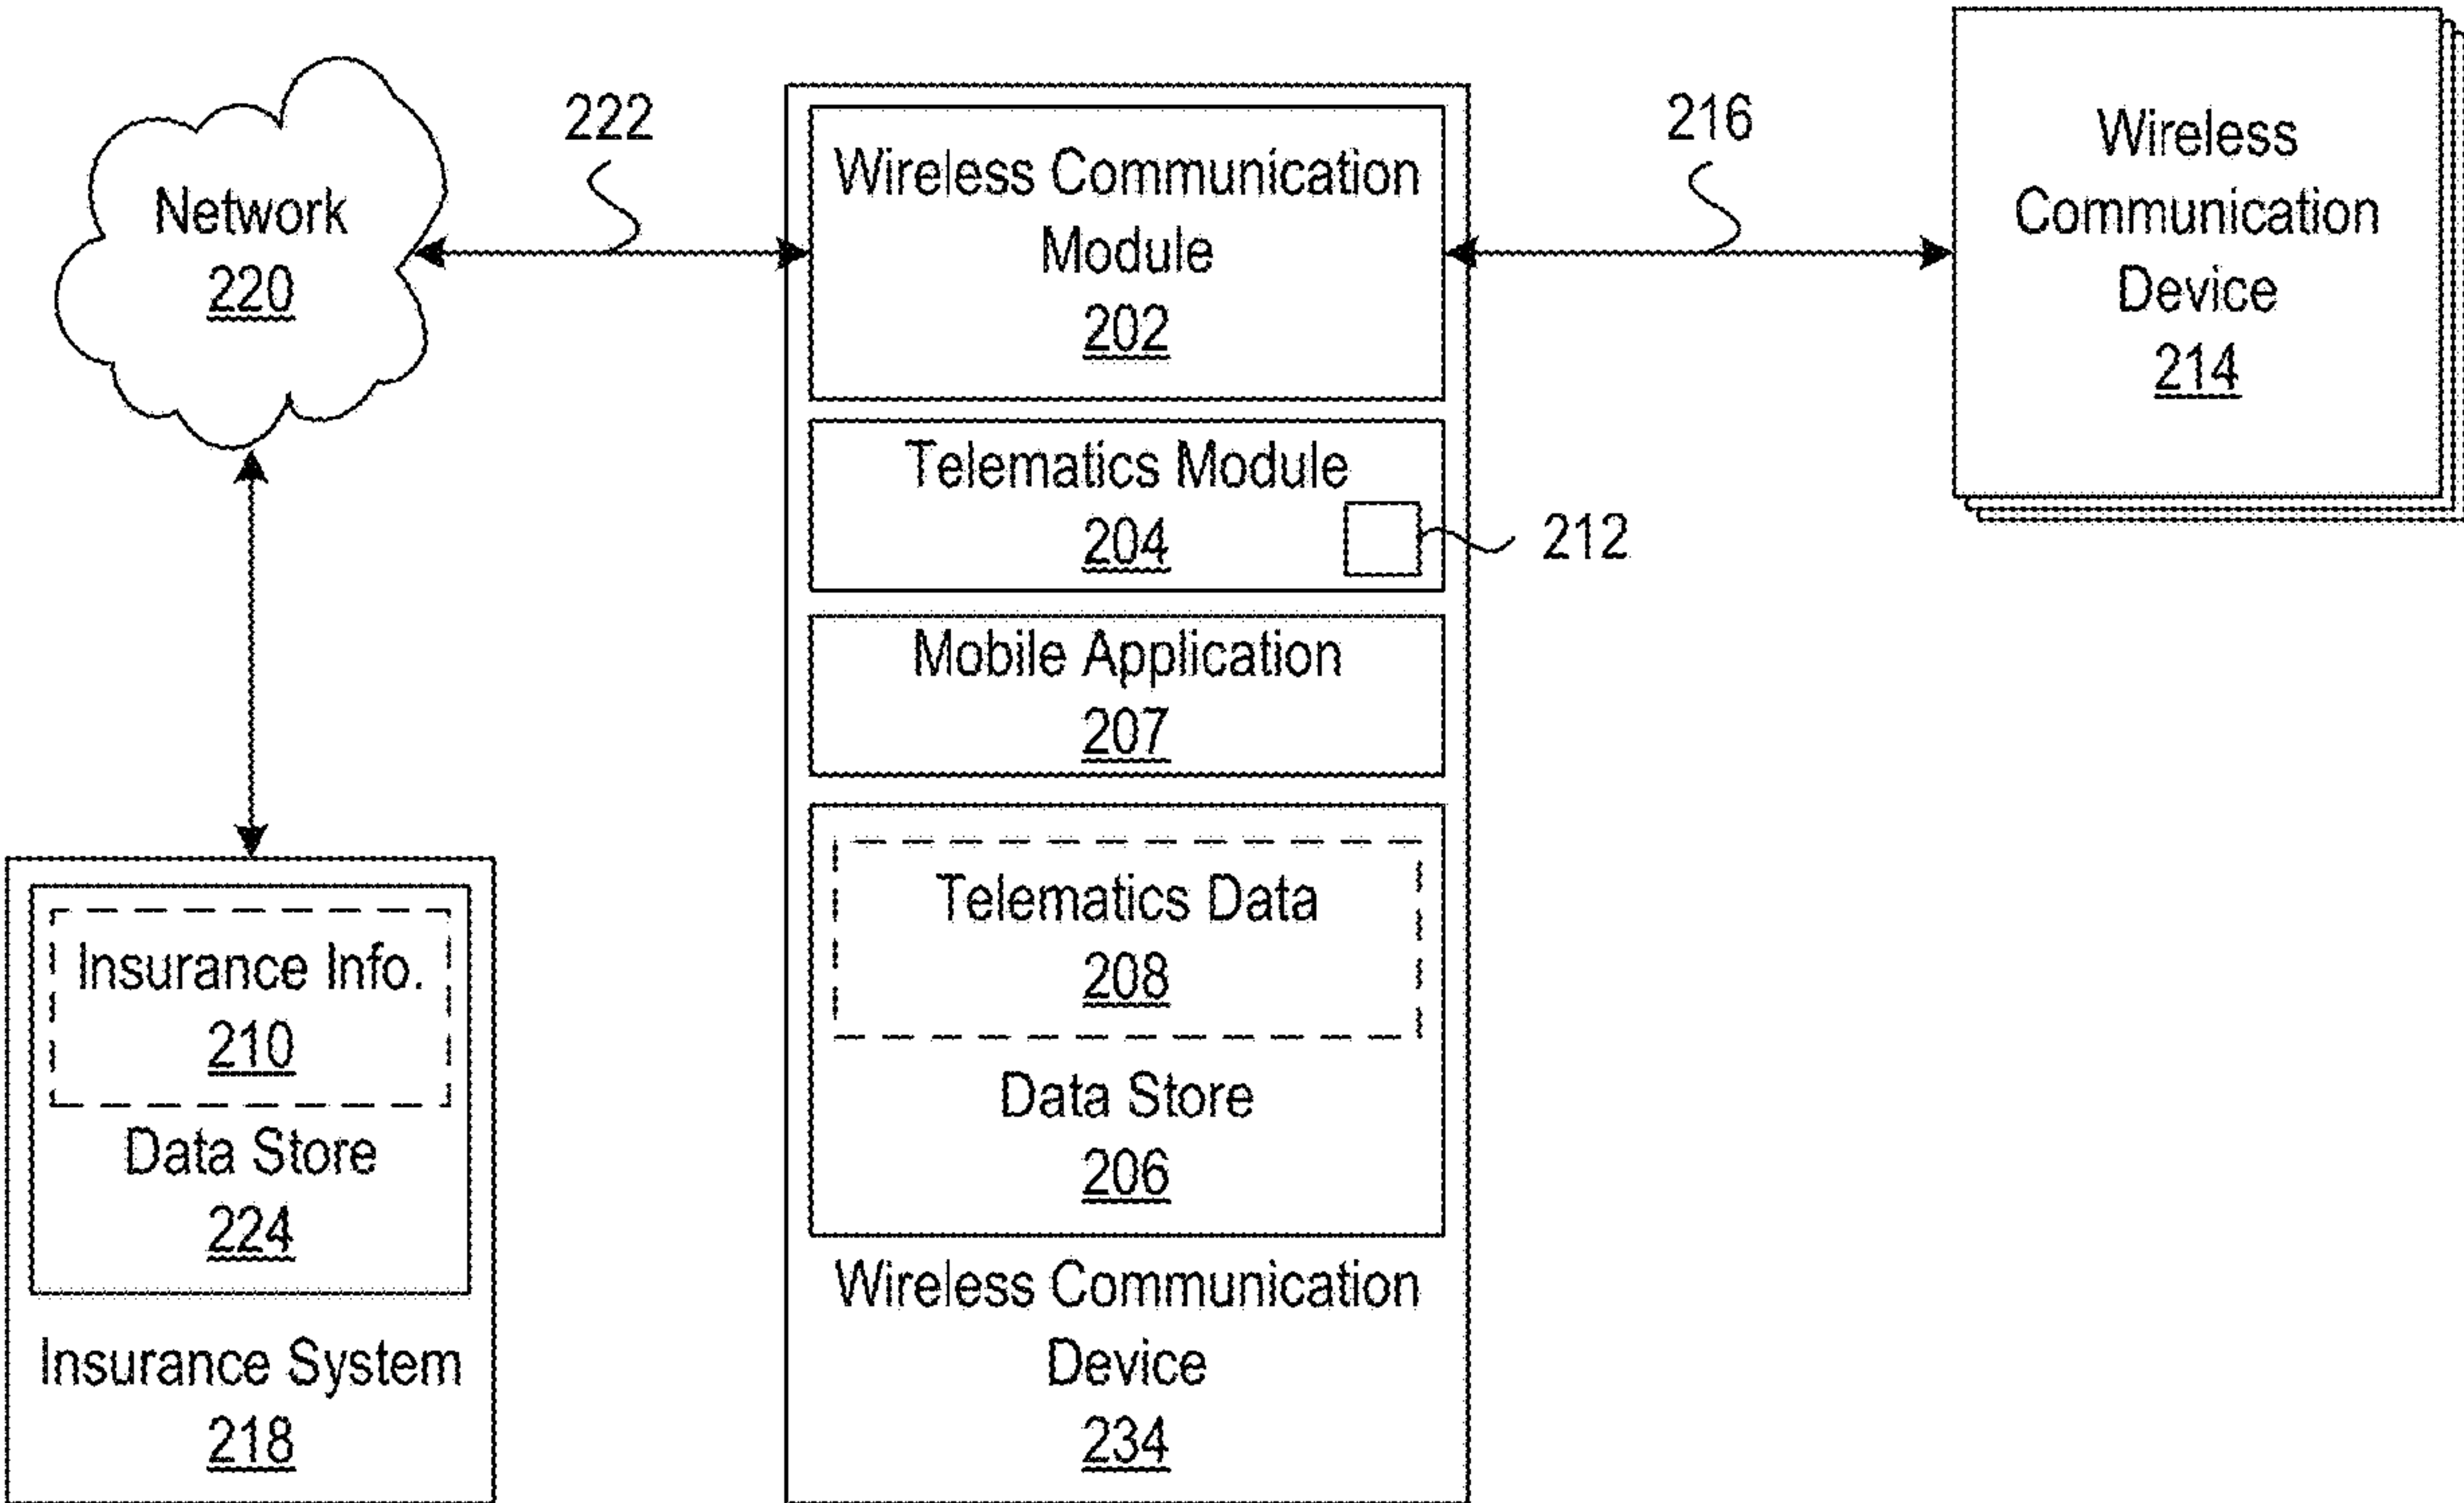 Network
220
222
Wireless Communication
Module
202
216
Wireless
Communication
Device
214
Telematics Module
204
212
Mobile Application
207
Telematics Data
208
Data Store
206
Wireless Communication
Device
234
Insurance Info.
210
Data Store
224
Insurance System
218